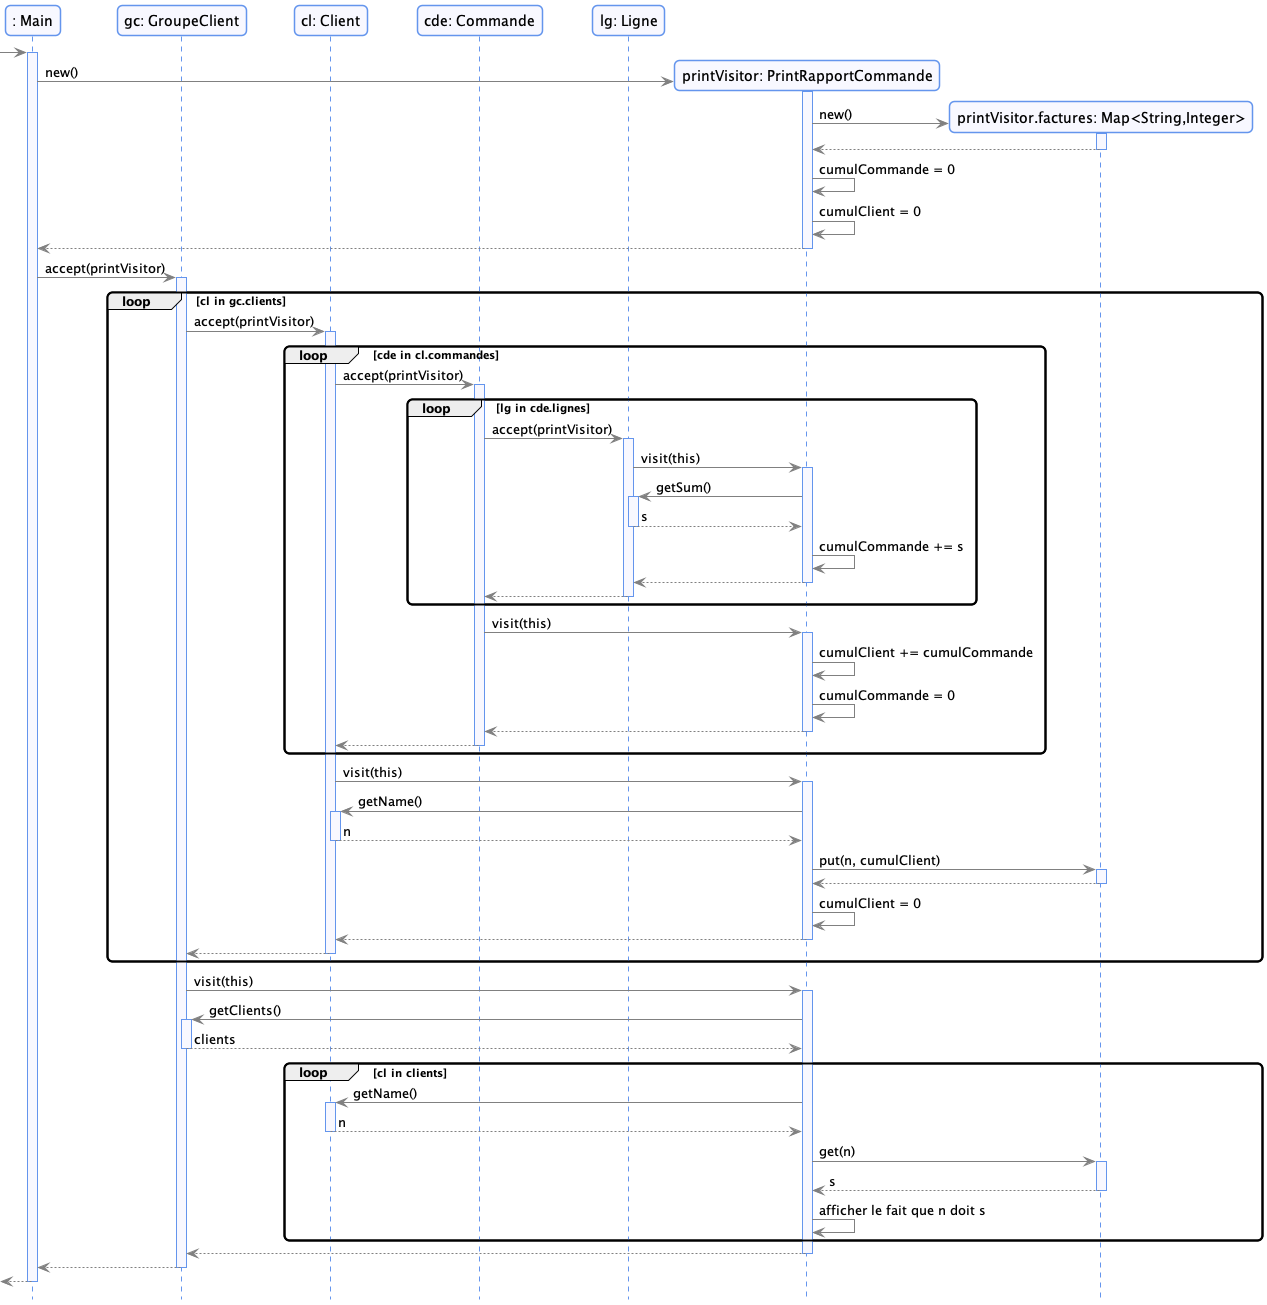 : Main
gc: GroupeClient
cl: Client
cde: Commande
lg: Ligne
printVisitor: PrintRapportCommande
new()
printVisitor.factures: Map<String,Integer>
new()
cumulCommande = 0
cumulClient = 0
accept(printVisitor)
loop [cl in gc.clients]
accept(printVisitor)
loop [cde in cl.commandes]
accept(printVisitor)
loop [lg in cde.lignes]
accept(printVisitor)
visit(this)
getSum()
s
cumulCommande += s
visit(this)
cumulClient += cumulCommande
cumulCommande = 0
visit(this)
getName()
n
put(n, cumulClient)
cumulClient = 0
visit(this)
getClients()
clients
loop [cl in clients]
getName()
n
get(n)
s
afficher le fait que n doit s